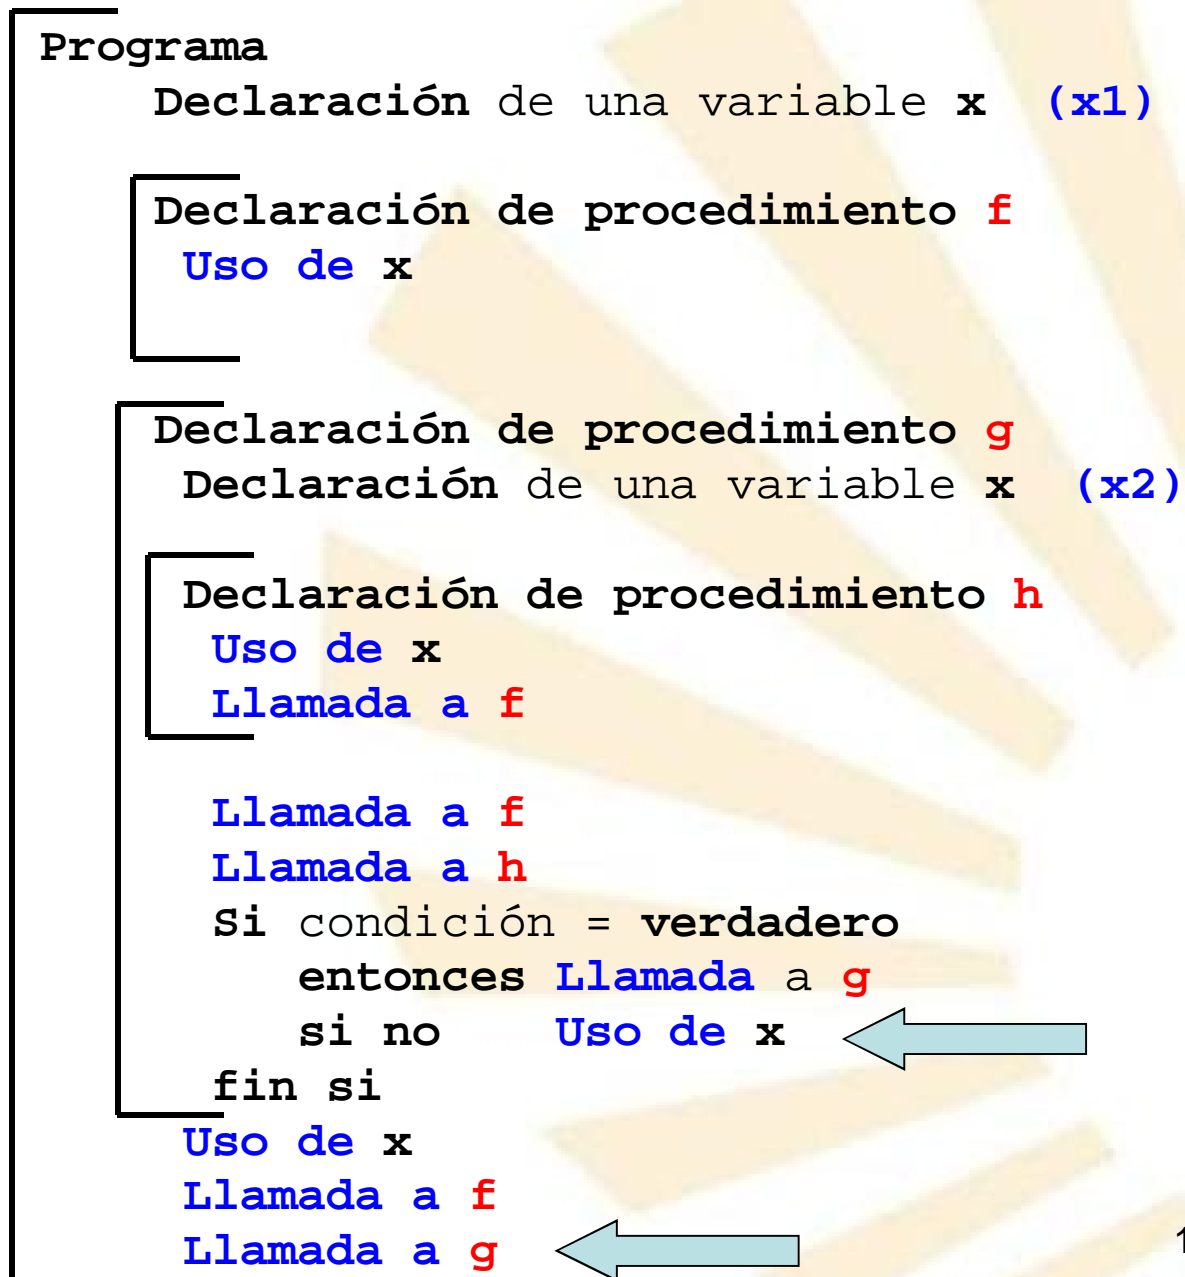 Programa
Declaración de una variable x (x1)
Declaración de procedimiento f
Uso de x
Declaración de procedimiento g
Declaración de una variable x (x2)
Declaración de procedimiento h
Uso de x
Llamada a f
Llamada a f
Llamada a h
Si condición = verdadero
entonces Llamada a g
si no Uso de x
fin si
Uso de x
Llamada a f
Llamada a g